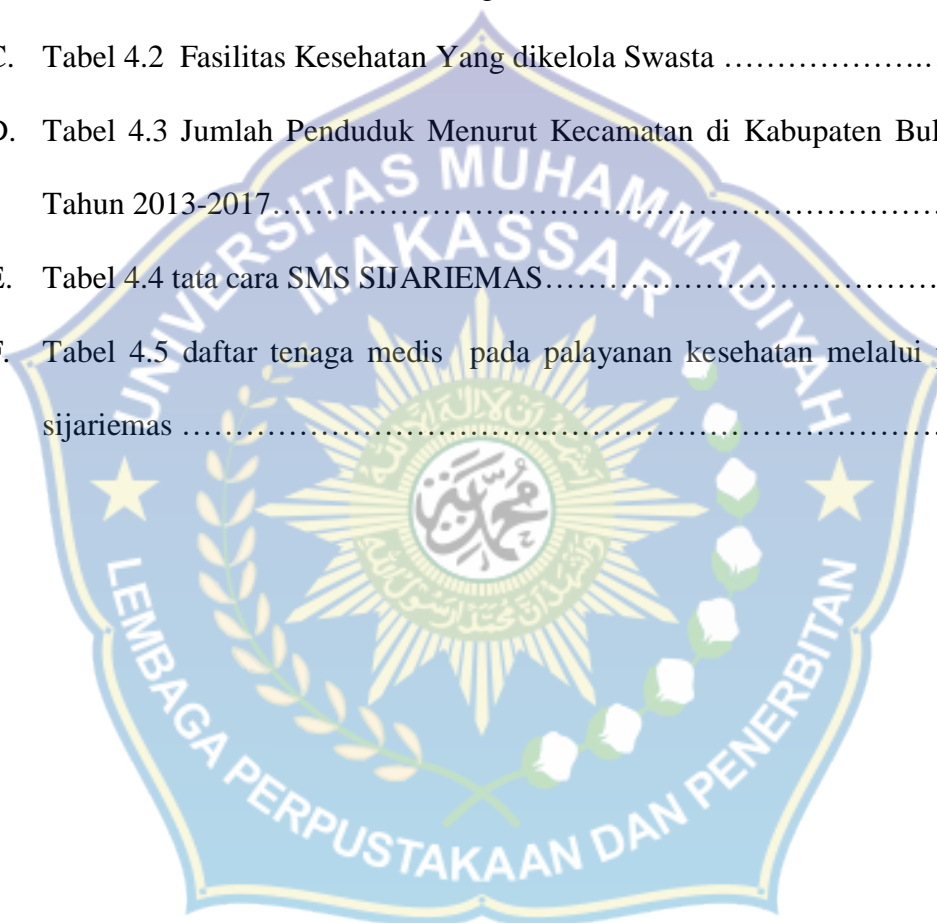 C. Tabel 4.2 Fasilitas Kesehatan Yang dikelola Swasta ………………..
D. Tabel 4.3 Jumlah Penduduk Menurut Kecamatan di Kabupaten
Tahun 2013-2017……………………………………………………
E. Tabel 4.4 tata cara SMS SIJARIEMAS………………………………
F. Tabel 4.5 daftar tenaga medis pada palayanan kesehatan melalui
sijariemas ……………………………..…………………………………
UNIVERSITAS MUHAMMADIYAH
MAKASSAR
LEMBAGA PERPUSTAKAAN DAN PENERBITAN